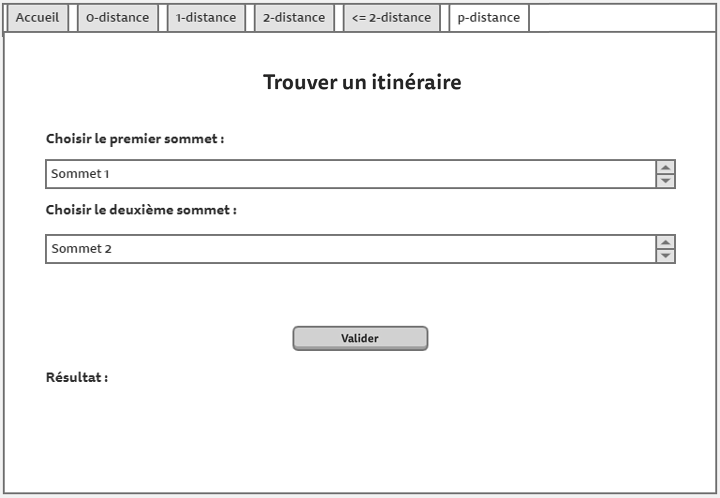 Accueil 0-distance 1-distance 2-distance <= 2-distance p-distance
Trouver un itinéraire
Choisir le premier sommet :
Sommet 1
Choisir le deuxième sommet :
Sommet 2
Valider
Résultat :